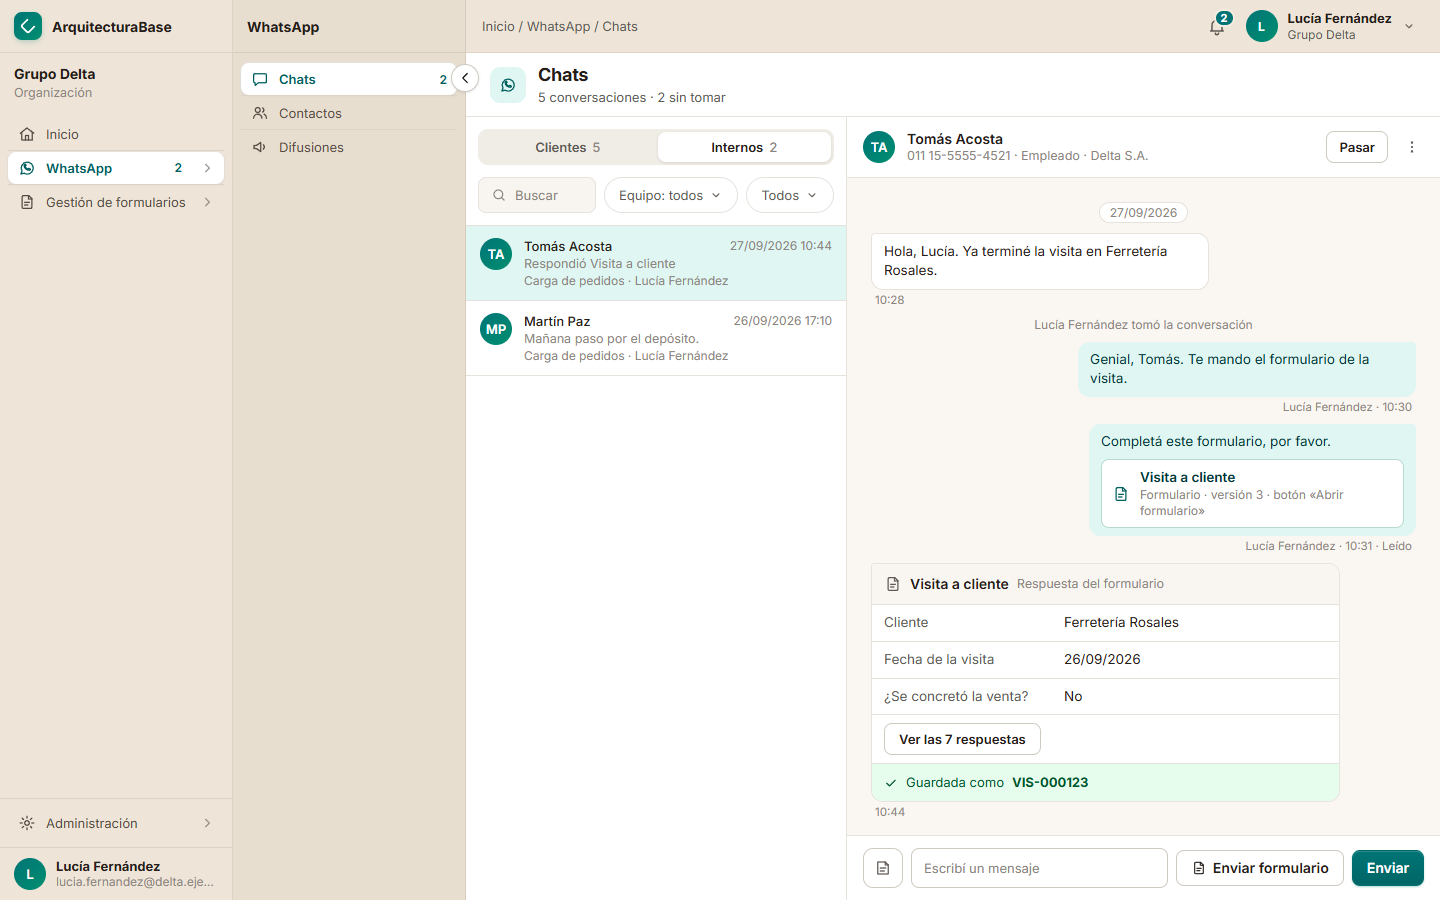 ArquitecturaBase
Grupo Delta
Organización
Inicio
WhatsApp 2
Gestión de formularios
Administración
L
Lucía Fernández
lucia.fernandez@delta.eje...
WhatsApp
Chats 2
Contactos
Difusiones
Inicio / WhatsApp / Chats
2
L
Lucía Fernández
Grupo Delta
Chats
5 conversaciones · 2 sin tomar
Clientes 5
Internos 2
Buscar
Equipo: todos
Todos
TA
Tomás Acosta 27/09/2026 10:44
Respondió Visita a cliente
Carga de pedidos · Lucía Fernández
MP
Martín Paz 26/09/2026 17:10
Mañana paso por el depósito.
Carga de pedidos · Lucía Fernández
TA
Tomás Acosta
011 15-5555-4521 · Empleado · Delta S.A.
Pasar
27/09/2026
Hola, Lucía. Ya terminé la visita en Ferretería
Rosales.
10:28
Lucía Fernández tomó la conversación
Genial, Tomás. Te mando el formulario de la
visita.
Lucía Fernández · 10:30
Completá este formulario, por favor.
Visita a cliente
Formulario · versión 3 · botón «Abrir
formulario»
Lucía Fernández · 10:31 · Leído
Visita a cliente Respuesta del formulario
Cliente Ferretería Rosales
Fecha de la visita 26/09/2026
¿Se concretó la venta? No
Ver las 7 respuestas
Guardada como VIS-000123
10:44
Escribí un mensaje
Enviar formulario
Enviar